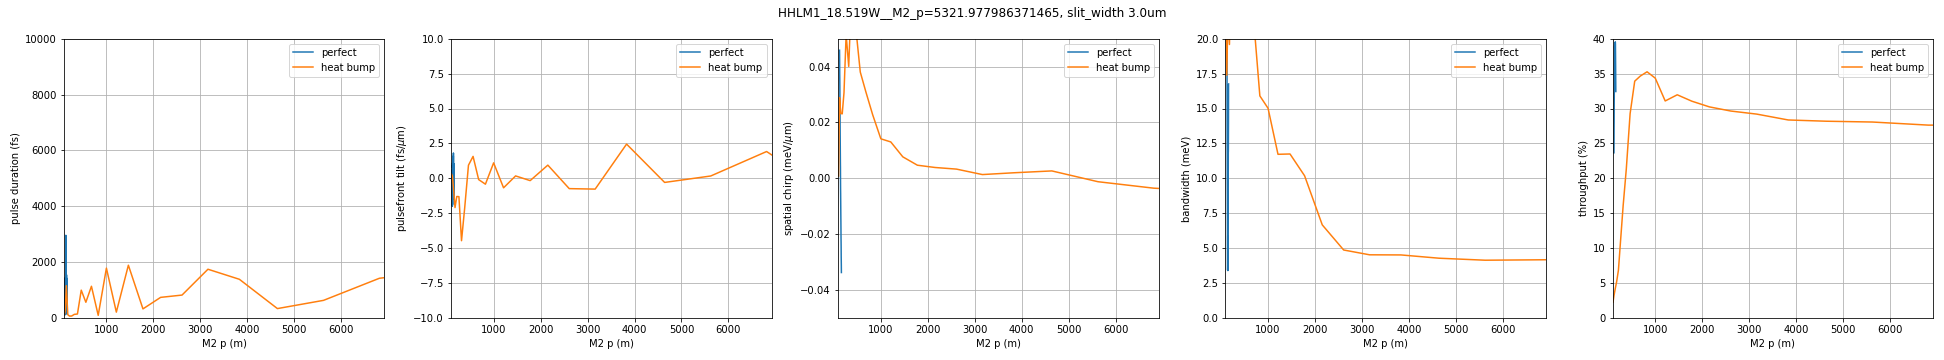 HHLM1_18.519W__M2_p=5321.977986371465, slit_width 3.0um
pulse duration (fs)
10000
8000
6000
4000
2000
0
1000 2000 3000 4000 5000 6000
M2 p (m)
perfect
heat bump
pulsefront tilt (fs/μm)
10.0
7.5
5.0
2.5
0.0
−2.5
−5.0
−7.5
−10.0
1000 2000 3000 4000 5000 6000
M2 p (m)
perfect
heat bump
spatial chirp (meV/μm)
0.04
0.02
0.00
−0.02
−0.04
1000 2000 3000 4000 5000 6000
M2 p (m)
perfect
heat bump
bandwidth (meV)
20.0
17.5
15.0
12.5
10.0
7.5
5.0
2.5
0.0
1000 2000 3000 4000 5000 6000
M2 p (m)
perfect
heat bump
throughput (%)
40
35
30
25
20
15
10
5
0
1000 2000 3000 4000 5000 6000
M2 p (m)
perfect
heat bump